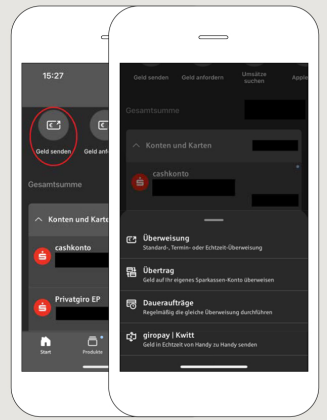 15:27
Geld senden
Geld anf
Gesamtsumme
Konten und Karte
cashkonto
Privatgiro EP
Start
Produkte
Geld senden Geld anfordern Umsätze suchen Apple
Gesamtsumme
Konten und Karten
cashkonto
Überweisung
Standard-, Termin- oder Echtzeit-Überweisung
Übertrag
Geld auf Ihr eigenes Sparkassen-Konto überweisen
Daueraufträge
Regelmäßig die gleiche Überweisung durchführen
giropay | Kwitt
Geld in Echtzeit von Handy zu Handy senden